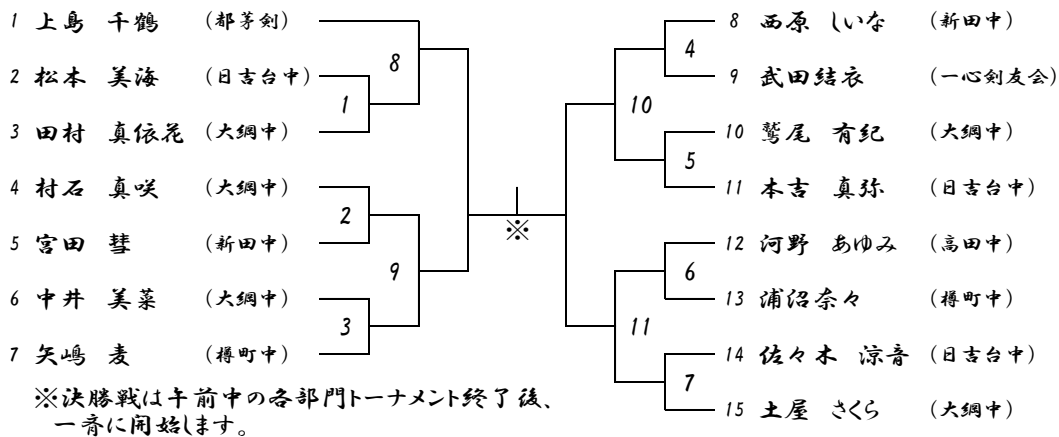 1 上島 千鶴 (都茅剣)
2 松本 美海 (日吉台中)
3 田村 真依花 (大綱中)
4 村石 真咲 (大綱中)
5 宮田 彗 (新田中)
6 中井 美菜 (大綱中)
7 矢嶋 麦 (樽町中)
8
1
2
9
3
※
8 西原 しいな (新田中)
9 武田結衣 (一心剣友会)
10 鷲尾 有紀 (大綱中)
11 本吉 真弥 (日吉台中)
12 河野 あゆみ (高田中)
13 浦沼奈々 (樽町中)
14 佐々木 涼音 (日吉台中)
15 土屋 さくら (大綱中)
4
10
5
6
11
7
※決勝戦は午前中の各部門トーナメント終了後、
一斉に開始します。